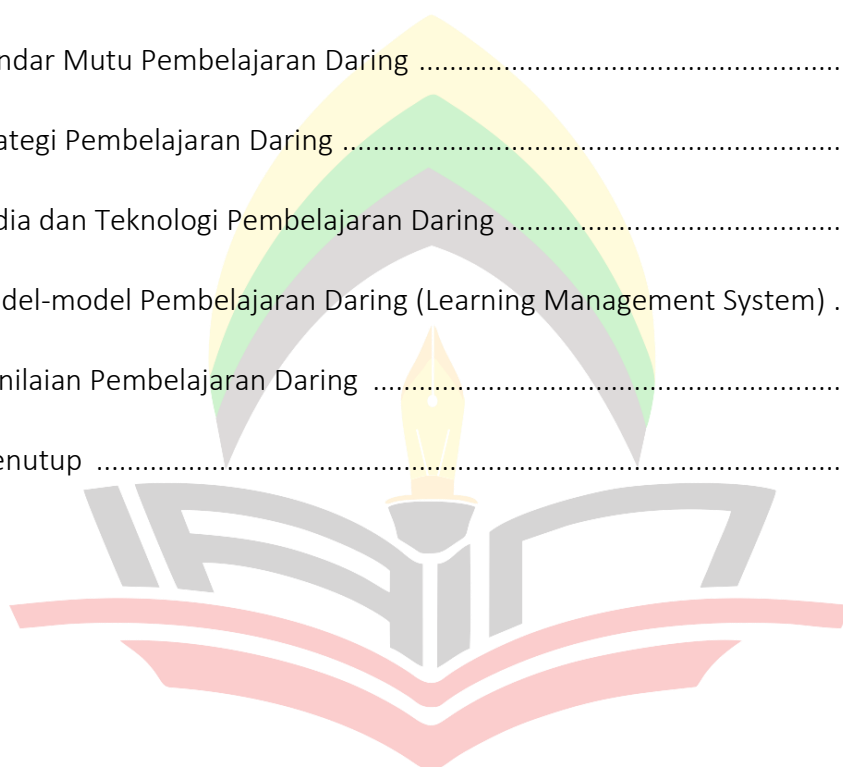 ndar Mutu Pembelajaran Daring ........................................................
ategi Pembelajaran Daring ..................................................................
dia dan Teknologi Pembelajaran Daring .............................................
del-model Pembelajaran Daring (Learning Management System) .
nilaian Pembelajaran Daring ..............................................................
enutup ...................................................................................................